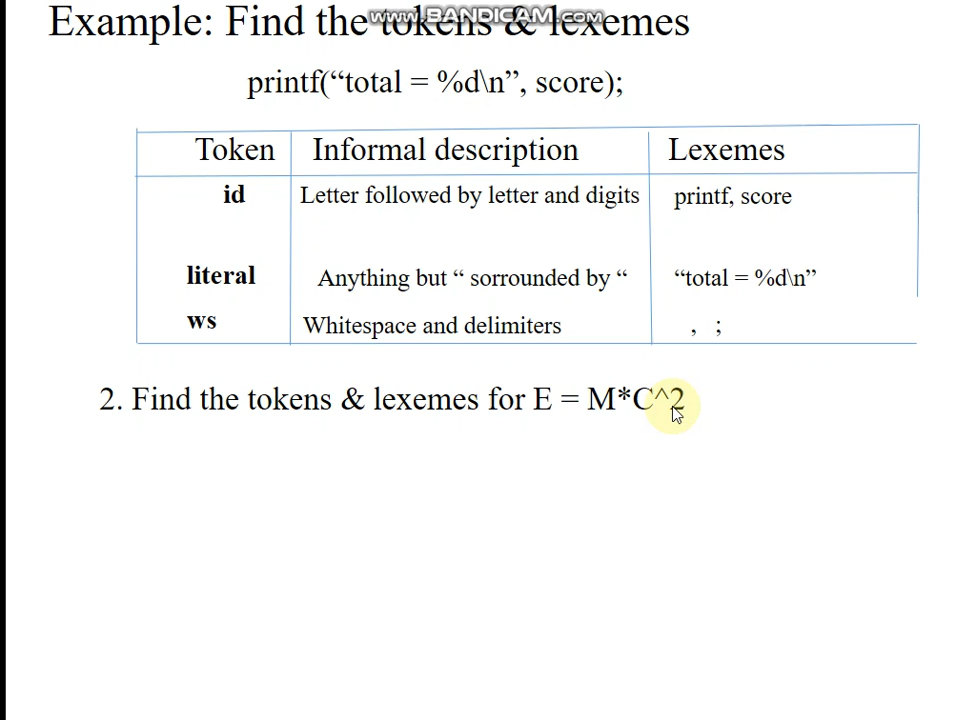 www.BANDICAM.com
Example: Find the tokens & lexemes
printf(“total = %d\n”, score);
Token Informal description Lexemes
id Letter followed by letter and digits printf, score
literal Anything but “ sorrounded by “ “total = %d\n”
ws Whitespace and delimiters , ;
2. Find the tokens & lexemes for E = M*C^2